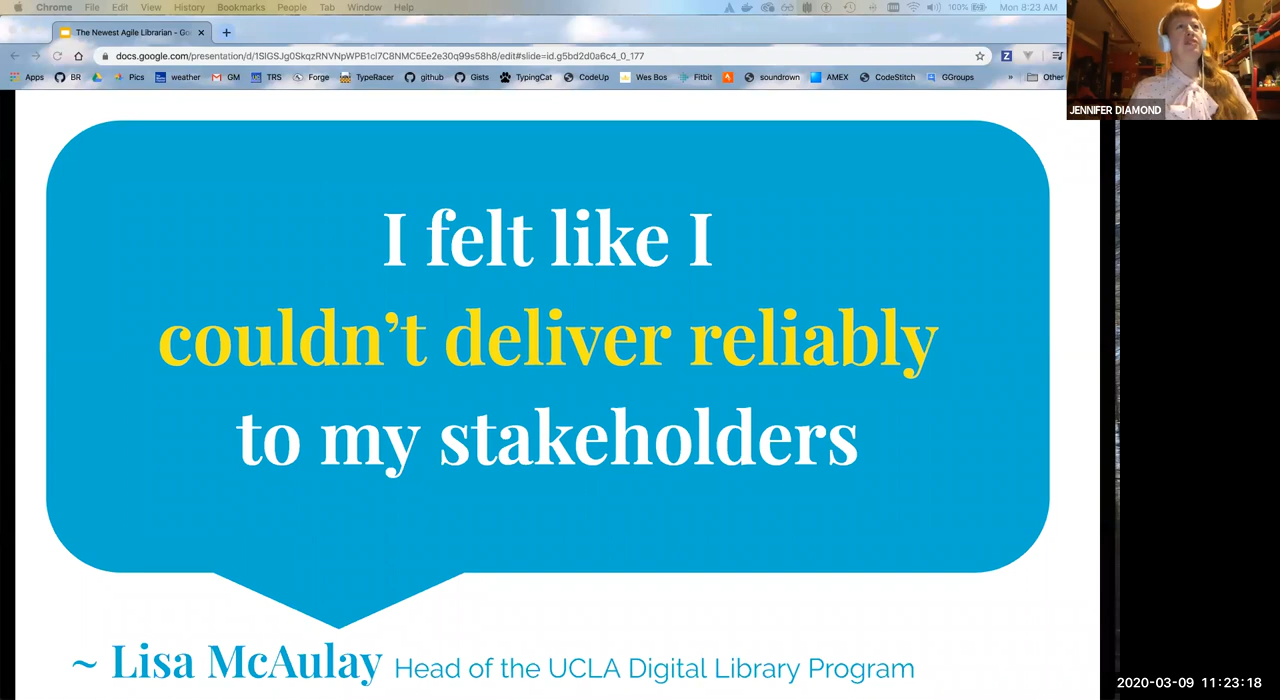 Chrome File Edit View History Bookmarks People Tab Window Help 100% Mon 8:23 AM
The Newest Agile Librarian - Go
docs.google.com/presentation/d/1SlGSJg0SkqzRNVNpWPB1cl7C8NMC5Ee2e30q99s58h8/edit#slide=id.g5bd2d0a6c4_0_177
Apps BR Pics weather GM TRS Forge TypeRacer github Gists TypingCat CodeUp Wes Bos Fitbit soundrown AMEX CodeStitch GGroups » Other
JENNIFER DIAMOND
I felt like I
couldn’t deliver reliably
to my stakeholders
~ Lisa McAulay Head of the UCLA Digital Library Program
2020-03-09 11:23:18